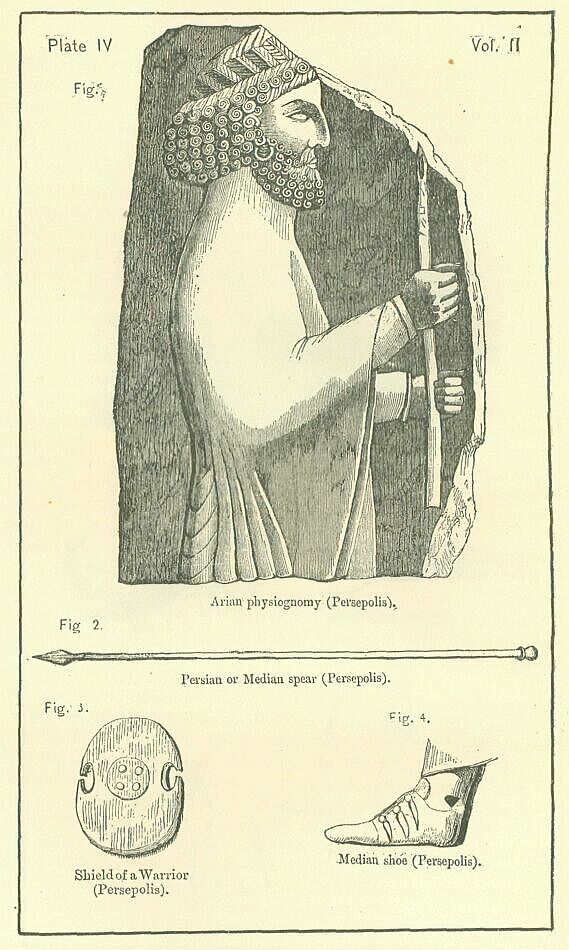 Plate IV
Vol. II
Fig.
Arian physiognomy (Persepolis).
Fig 2.
Persian or Median spear (Persepolis).
Fig. 3.
Fig. 4.
Shield of a Warrior
(Persepolis).
Median shoe (Persepolis).